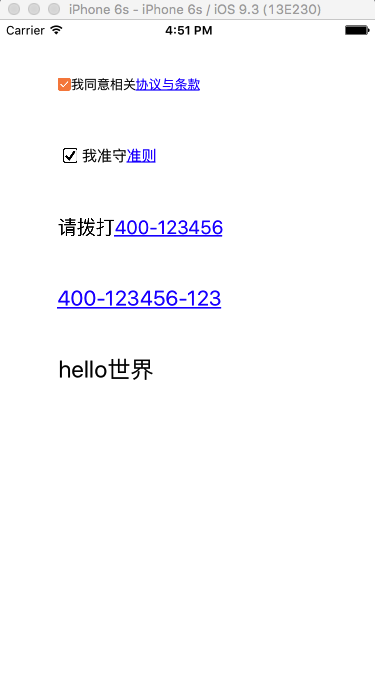 iPhone 6s - iPhone 6s / iOS 9.3 (13E230)
Carrier 4:51 PM
我同意相关协议与条款
我准守准则
请拨打400-123456
400-123456-123
hello世界